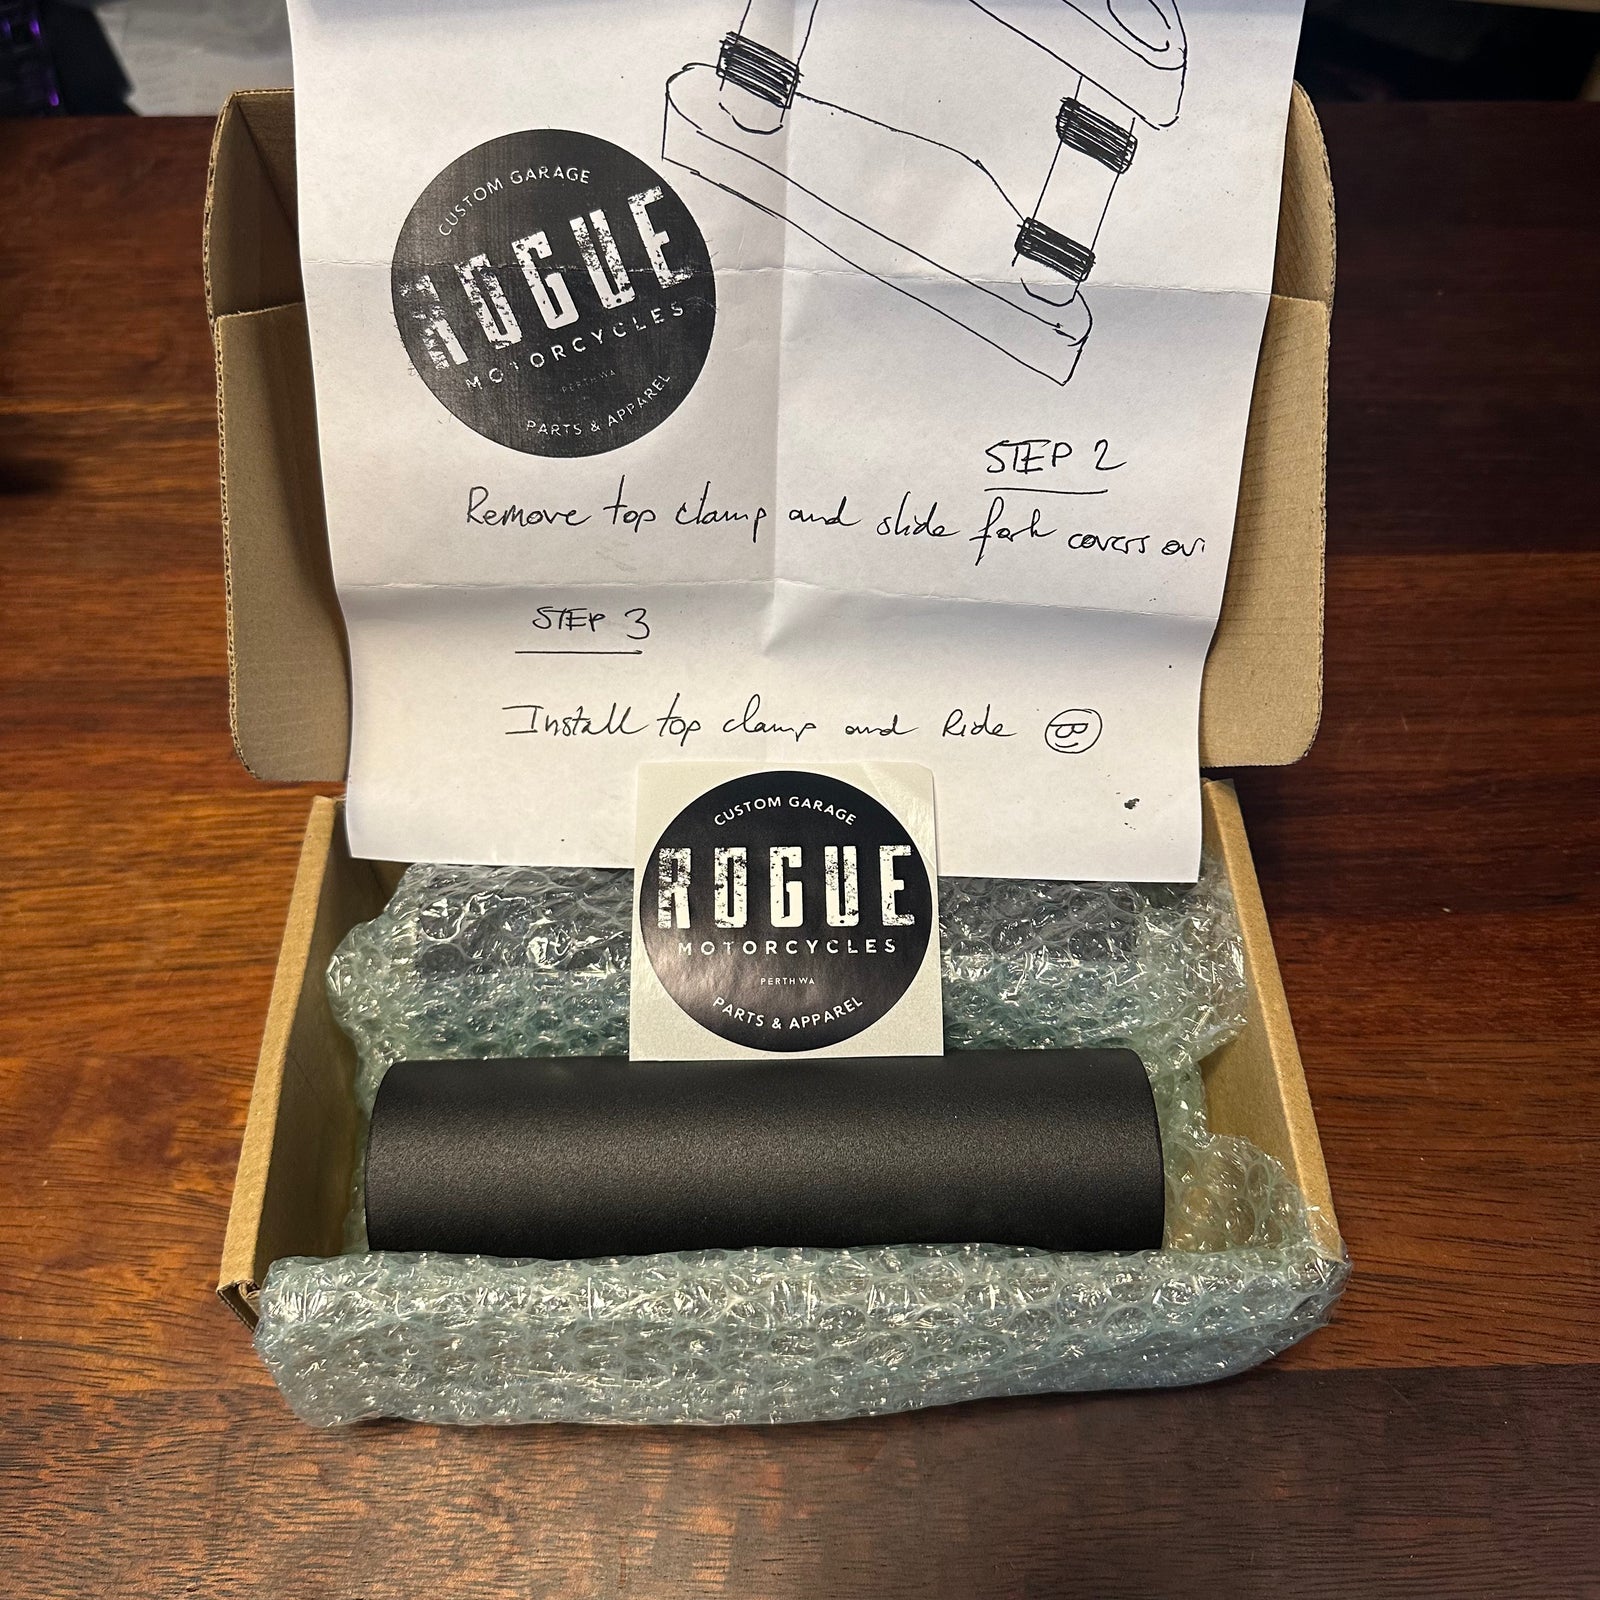 CUSTOM GARAGE
ROGUE
MOTORCYCLES
PERTH WA
PARTS & APPAREL
STEP 2
Remove top clamp and slide fork covers
STEP 3
Install top clamp and Ride
CUSTOM GARAGE
ROGUE
MOTORCYCLES
PERTH WA
PARTS & APPAREL